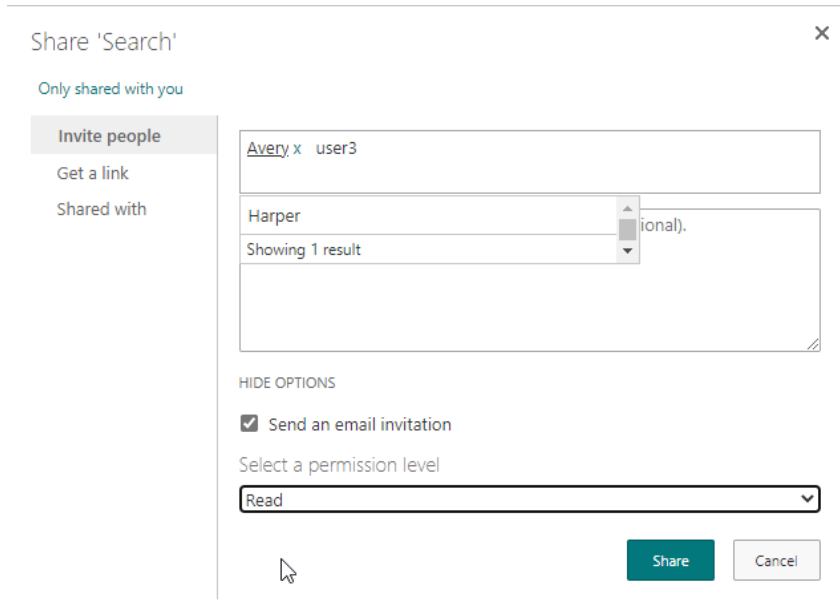 Share 'Search'
Only shared with you
Invite people
Get a link
Shared with
Avery x user3
Harper
Showing 1 result
ional).
HIDE OPTIONS
Send an email invitation
Select a permission level
Read
Share Cancel